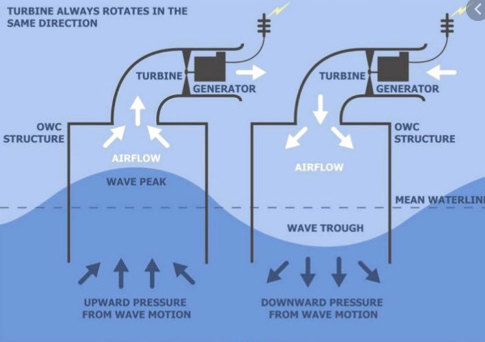 TURBINE ALWAYS ROTATES IN THE
SAME DIRECTION
TURBINE
GENERATOR
OWC
STRUCTURE
AIRFLOW
WAVE PEAK
UPWARD PRESSURE
FROM WAVE MOTION
TURBINE
GENERATOR
OWC
STRUCTURE
AIRFLOW
MEAN WATERLINE
WAVE TROUGH
DOWNWARD PRESSURE
FROM WAVE MOTION